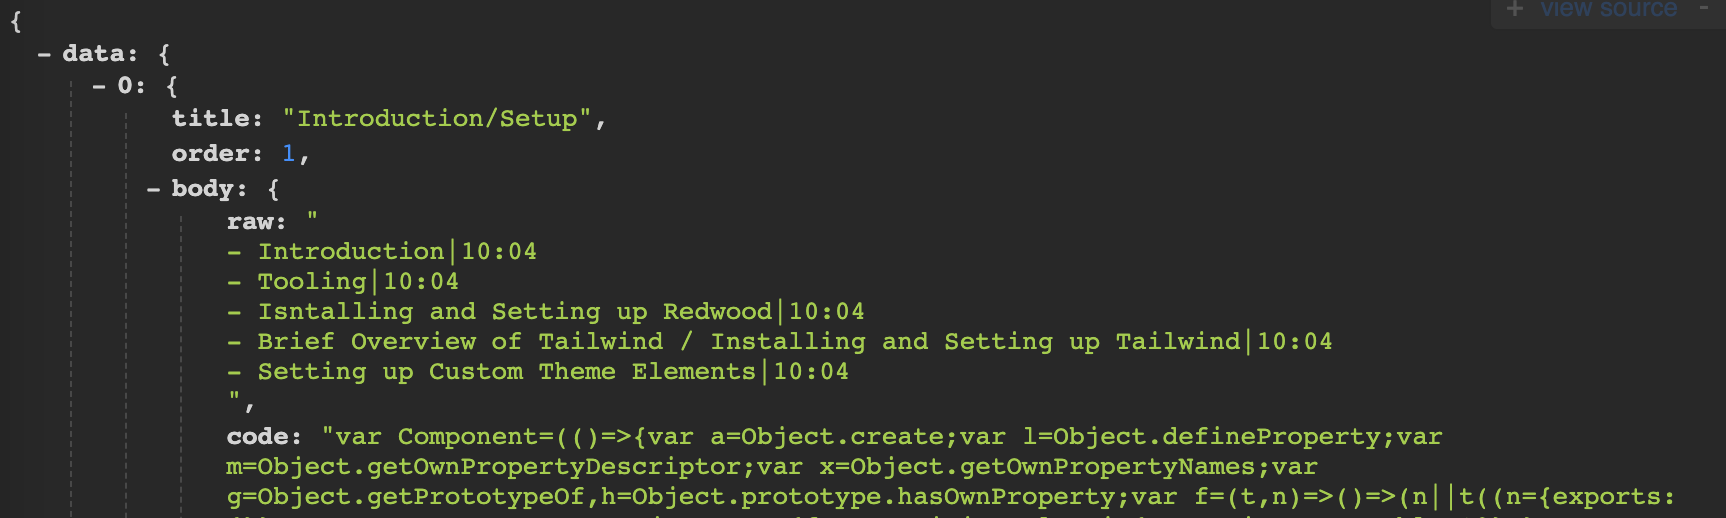 + view source -
{
- data: {
- 0: {
title: "Introduction/Setup",
order: 1,
- body: {
raw: "
- Introduction|10:04
- Tooling|10:04
- Isntalling and Setting up Redwood|10:04
- Brief Overview of Tailwind / Installing and Setting up Tailwind|10:04
- Setting up Custom Theme Elements|10:04
",
code: "var Component=(()=>{var a=Object.create;var l=Object.defineProperty;var
m=Object.getOwnPropertyDescriptor;var x=Object.getOwnPropertyNames;var
g=Object.getPrototypeOf,h=Object.prototype.hasOwnProperty;var f=(t,n)=>()=>(n||t((n={exports: